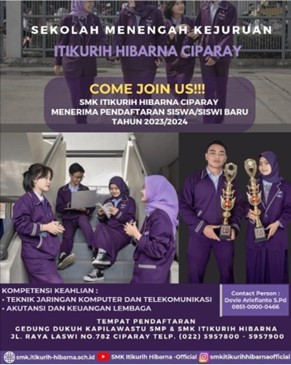 SEKOLAH MENENGAH KEJURUAN
ITIKURIH HIBARNA CIPARAY
COME JOIN US!!!
SMK ITIKURIH HIBARNA CIPARAY
MENERIMA PENDAFTARAN SISWA/SISWI BARU
TAHUN 2023/2024
KOMPETENSI KEAHLIAN :
• TEKNIK JARINGAN KOMPUTER DAN TELEKOMUNIKASI
• AKUTANSI DAN KEUANGAN LEMBAGA
Contact Person :
Dovie Ariefianto S.Pd
0851-0000-0466
TEMPAT PENDAFTARAN
GEDUNG DUKUH KAPILAWASTU SMP & SMK ITIKURIH HIBARNA
JL. RAYA LASWI NO.782 CIPARAY TELP. (022) 5957800 - 5957900
smk.itikurih-hibarna.sch.id
SMK Itikurih Hibarna -Official
smkitikurihhibarnaofficial